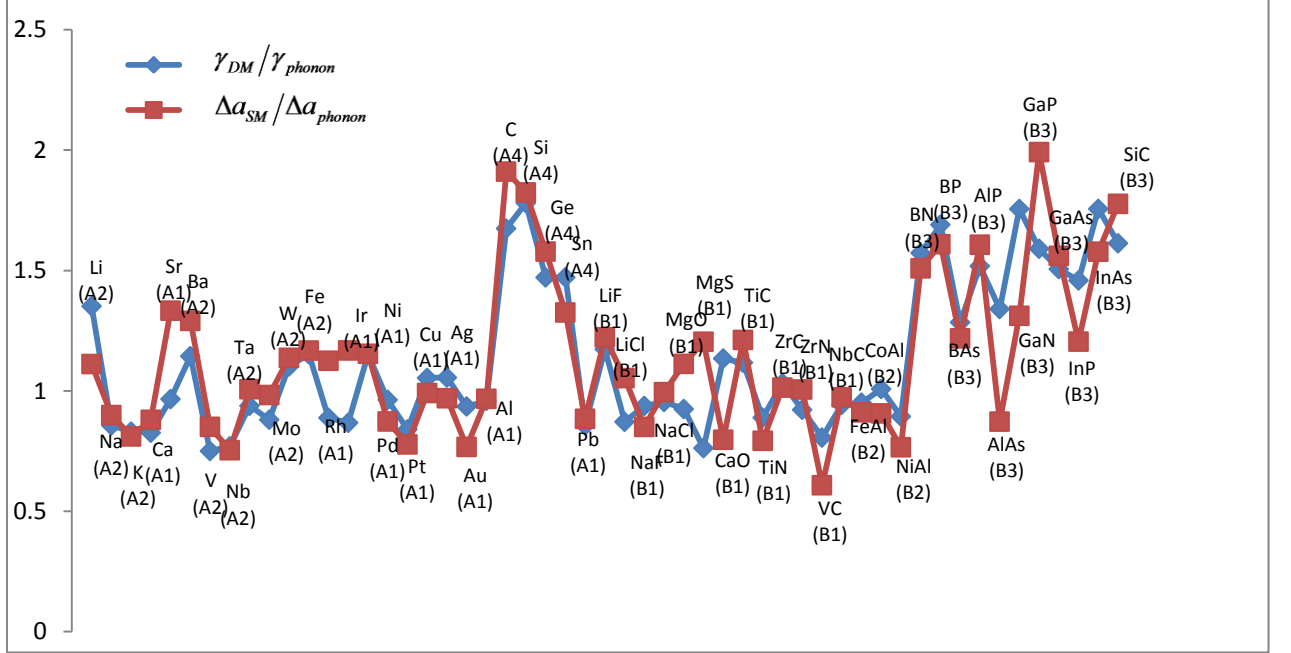 2.5
2
1.5
1
0.5
0
γ_DM/γ_phonon
Δa_SM/Δa_phonon
Li
(A2)
Na
(A2)
K
(A2)
Ca
(A1)
Sr
(A1)
Ba
(A2)
V
(A2)
Nb
(A2)
Ta
(A2)
Mo
(A2)
W
(A2)
Fe
(A2)
Rh
(A1)
Ir
(A1)
Ni
(A1)
Pd
(A1)
Pt
(A1)
Cu
(A1)
Ag
(A1)
Au
(A1)
Al
(A1)
C
(A4)
Si
(A4)
Ge
(A4)
Sn
(A4)
Pb
(A1)
LiF
(B1)
LiCl
(B1)
NaF
(B1)
NaCl
(B1)
MgO
(B1)
MgS
(B1)
CaO
(B1)
TiC
(B1)
TiN
(B1)
ZrC
(B1)
ZrN
(B1)
VC
(B1)
NbC
(B1)
FeAl
(B2)
CoAl
(B2)
NiAl
(B2)
BN
(B3)
BP
(B3)
BAs
(B3)
AlP
(B3)
AlAs
(B3)
GaN
(B3)
GaP
(B3)
GaAs
(B3)
InP
(B3)
InAs
(B3)
SiC
(B3)